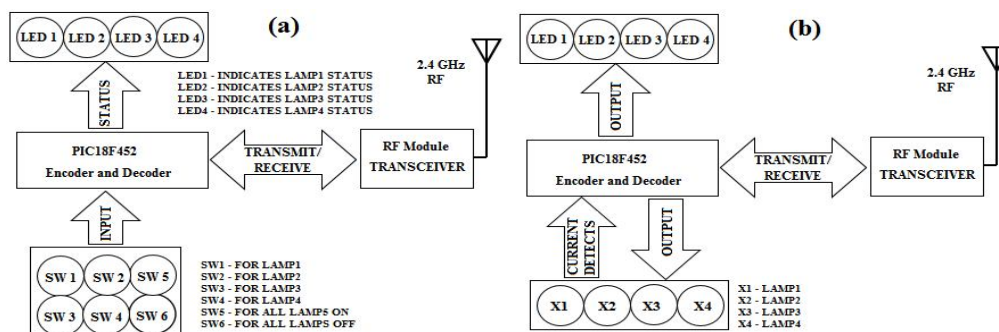 (a)
LED 1 LED 2 LED 3 LED 4
LED1 - INDICATES LAMP1 STATUS
LED2 - INDICATES LAMP2 STATUS
LED3 - INDICATES LAMP3 STATUS
LED4 - INDICATES LAMP4 STATUS
2.4 GHz
RF
STATUS
PIC18F452
Encoder and Decoder
TRANSMIT/
RECEIVE
RF Module
TRANSCEIVER
INPUT
SW 1 SW 2 SW 5
SW 3 SW 4 SW 6
SW1 - FOR LAMP1
SW2 - FOR LAMP2
SW3 - FOR LAMP3
SW4 - FOR LAMP4
SW5 - FOR ALL LAMPS ON
SW6 - FOR ALL LAMPS OFF
(b)
LED 1 LED 2 LED 3 LED 4
2.4 GHz
RF
OUTPUT
PIC18F452
Encoder and Decoder
TRANSMIT/
RECEIVE
RF Module
TRANSCEIVER
CURRENT
DETECTS
OUTPUT
X1 X2 X3 X4
X1 - LAMP1
X2 - LAMP2
X3 - LAMP3
X4 - LAMP4